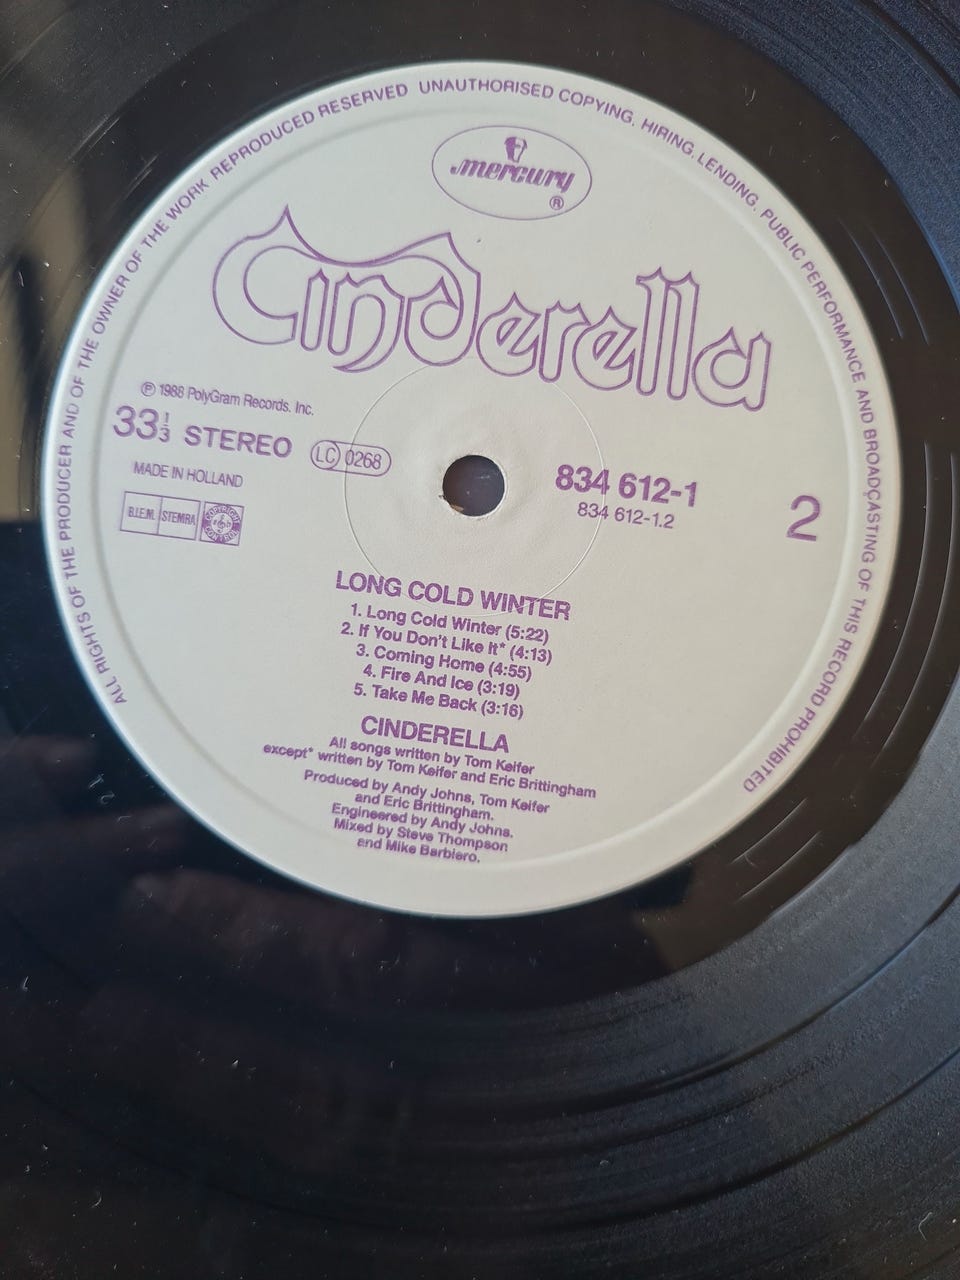 ALL RIGHTS OF THE PRODUCER AND OF THE OWNER OF THE WORK REPRODUCED RESERVED UNAUTHORISED COPYING, HIRING, LENDING, PUBLIC PERFORMANCE AND BROADCASTING OF THIS RECORD PROHIBITED
mercury
®
Cinderella
℗ 1988 PolyGram Records, Inc.
33 1/3 STEREO
LC 0268
MADE IN HOLLAND
B.I.E.M. STEMRA
COPYRIGHT CONTROL
834 612-1
834 612-1.2
2
LONG COLD WINTER
1. Long Cold Winter (5:22)
2. If You Don't Like It* (4:13)
3. Coming Home (4:55)
4. Fire And Ice (3:19)
5. Take Me Back (3:16)
CINDERELLA
All songs written by Tom Keifer
except* written by Tom Keifer and Eric Brittingham
Produced by Andy Johns, Tom Keifer
and Eric Brittingham.
Engineered by Andy Johns.
Mixed by Steve Thompson
and Mike Barbiero.